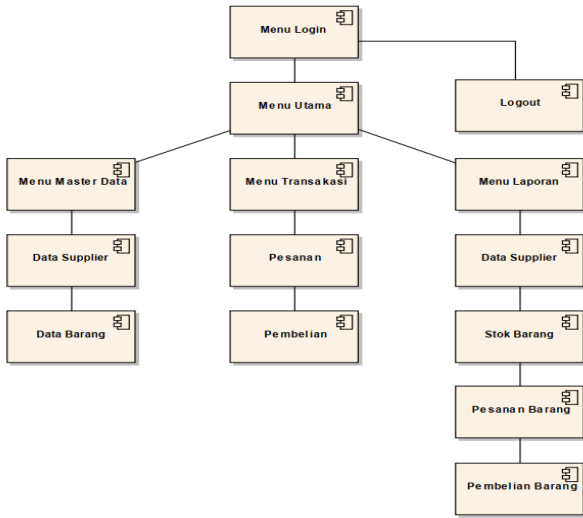 Menu Login
Menu Utama
Logout
Menu Master Data
Menu Transakasi
Menu Laporan
Data Supplier
Pesanan
Data Supplier
Data Barang
Pembelian
Stok Barang
Pesanan Barang
Pembelian Barang